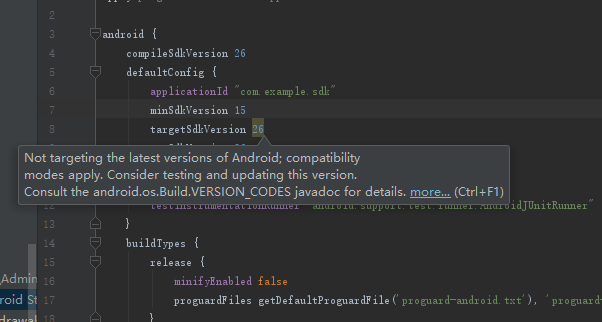 2
3 android {
4 compileSdkVersion 26
5 defaultConfig {
6 applicationId "com.example.sdk"
7 minSdkVersion 15
8 targetSdkVersion 26
Not targeting the latest versions of Android; compatibility
modes apply. Consider testing and updating this version.
Consult the android.os.Build.VERSION_CODES javadoc for details. more... (Ctrl+F1)
12 testInstrumentationRunner "android.support.test.runner.AndroidJUnitRunner"
13 }
14 buildTypes {
15 release {
16 minifyEnabled false
17 proguardFiles getDefaultProguardFile('proguard-android.txt'), 'proguard-
18 }
Admin
roid St
drawa